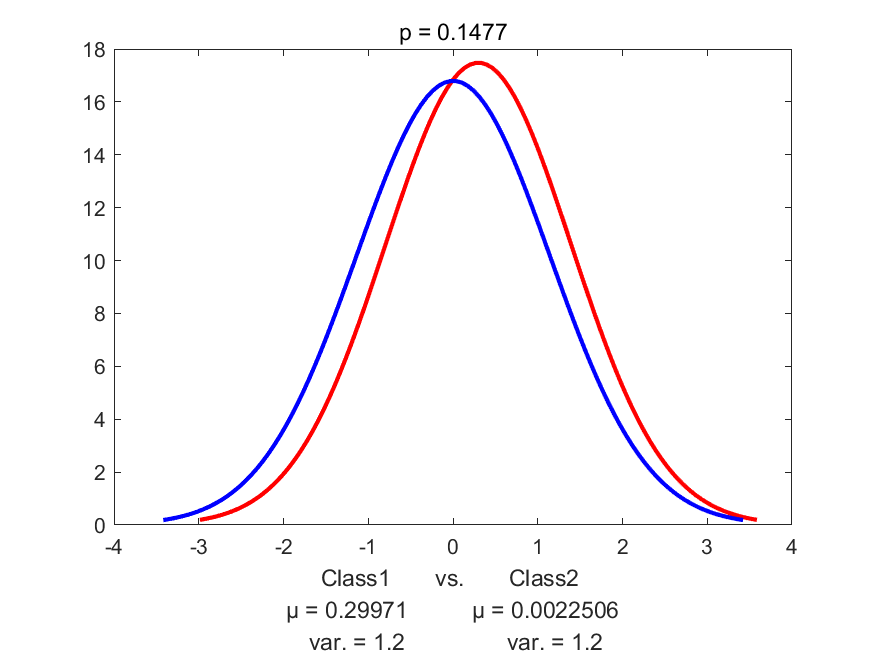 p = 0.1477
18
16
14
12
10
8
6
4
2
0
-4 -3 -2 -1 0 1 2 3 4
Class1 vs. Class2
μ = 0.29971 μ = 0.0022506
var. = 1.2 var. = 1.2